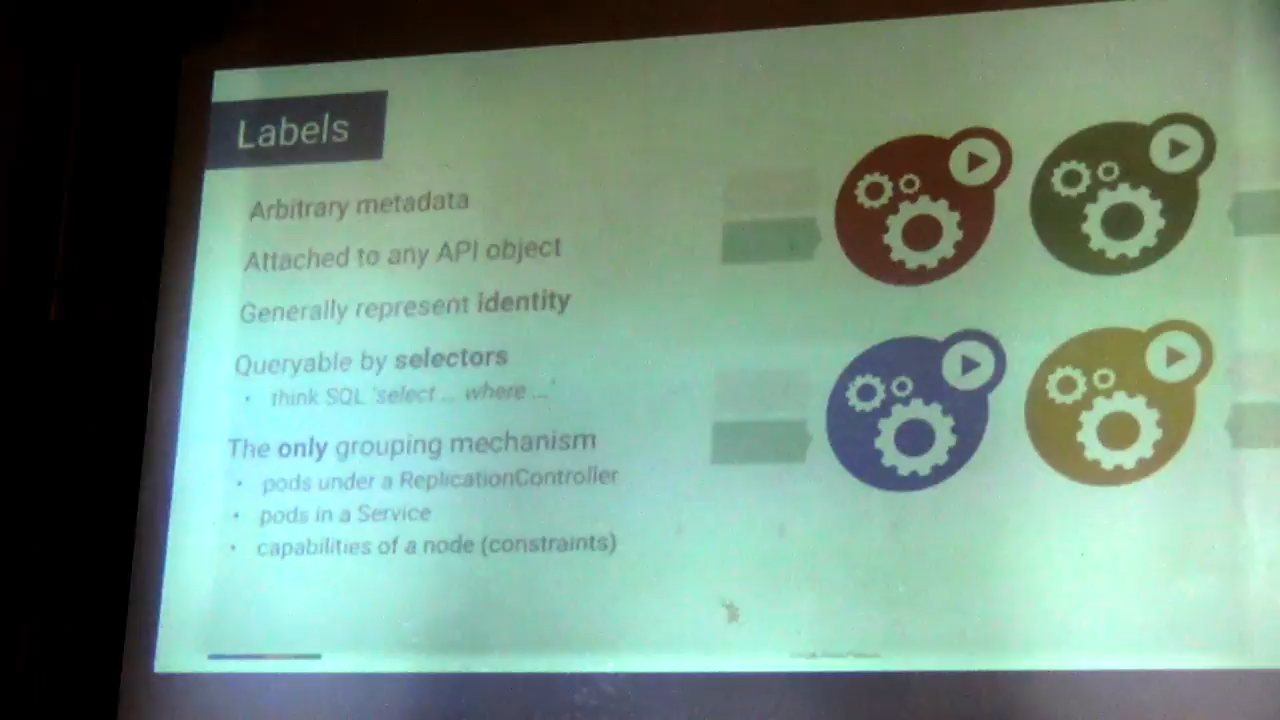 Labels
Arbitrary metadata
Attached to any API object
Generally represent identity
Queryable by selectors
• think SQL 'select ... where ...'
The only grouping mechanism
• pods under a ReplicationController
• pods in a Service
• capabilities of a node (constraints)